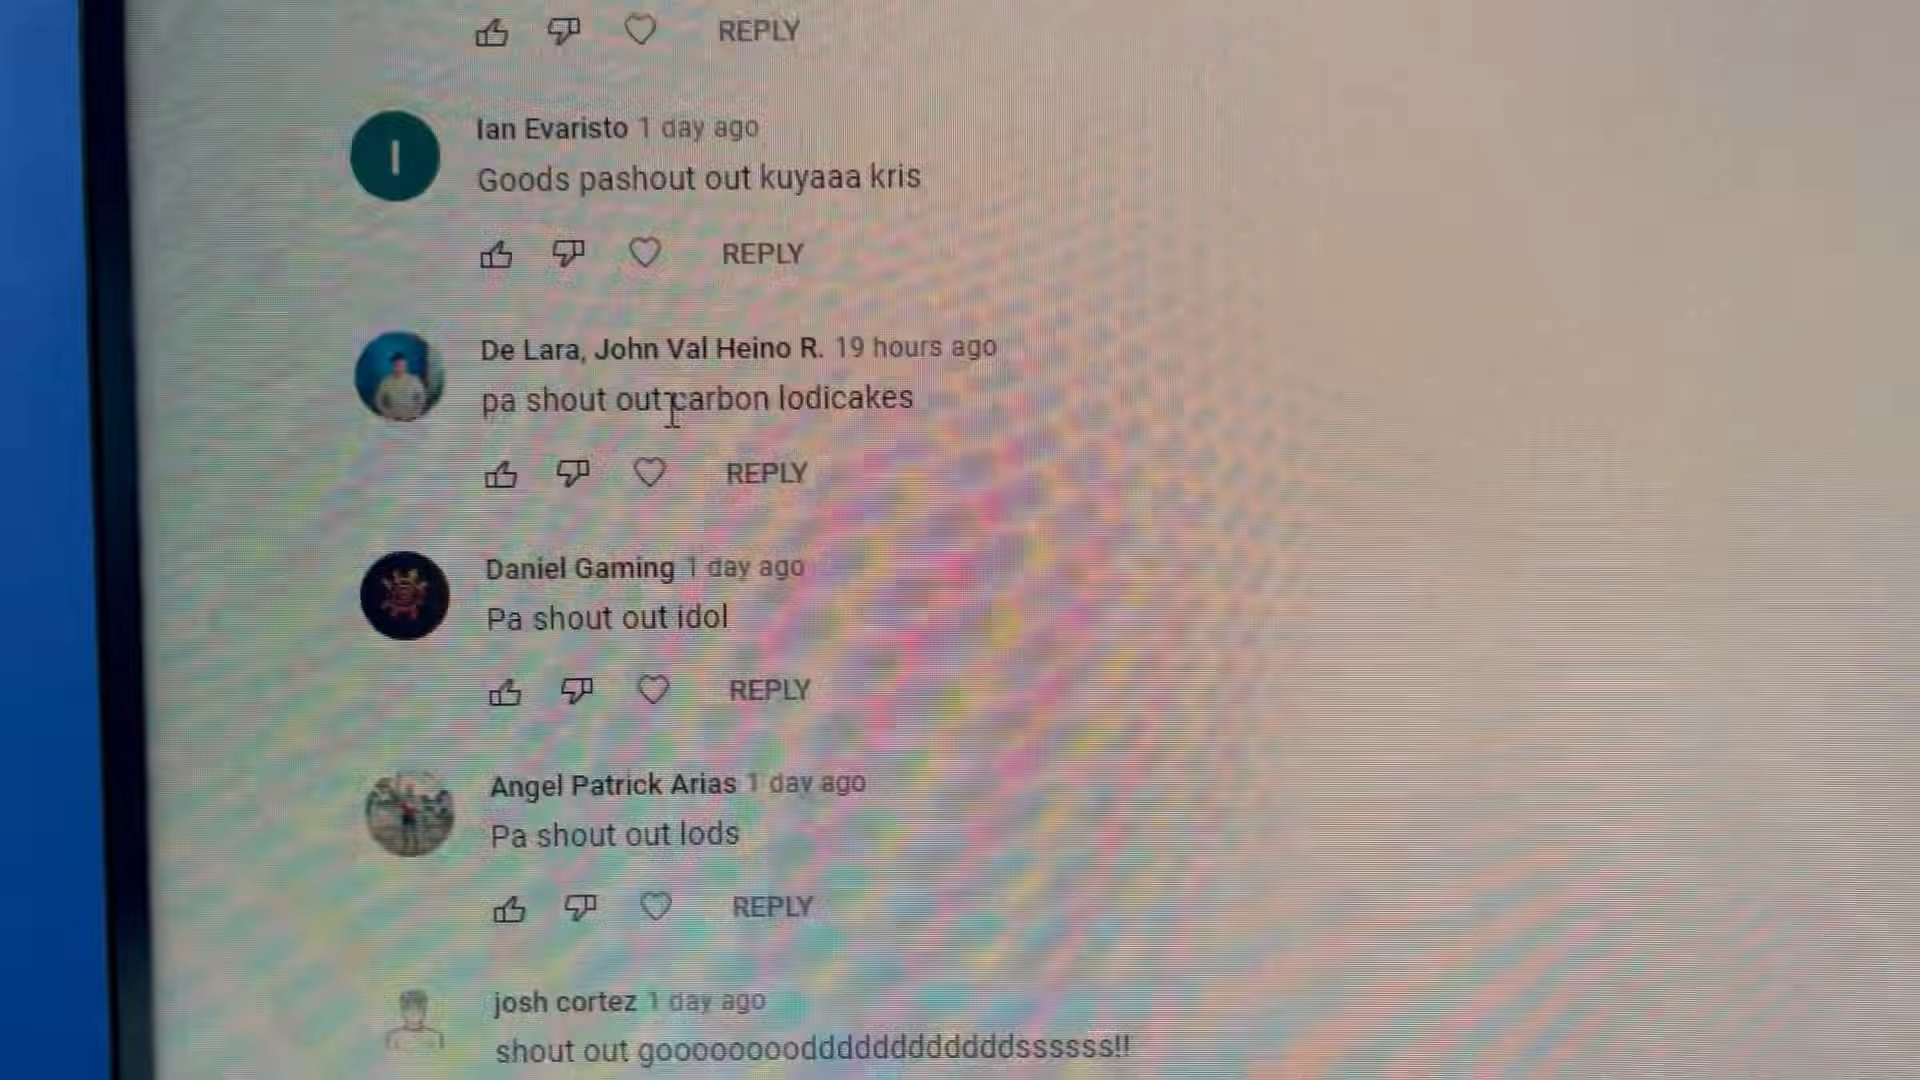 REPLY
I
Ian Evaristo 1 day ago
Goods pashout out kuyaaa kris
REPLY
De Lara, John Val Heino R. 19 hours ago
pa shout out carbon lodicakes
REPLY
Daniel Gaming 1 day ago
Pa shout out idol
REPLY
Angel Patrick Arias 1 day ago
Pa shout out lods
REPLY
josh cortez 1 day ago
shout out goooooooodddddddddddddssssss!!